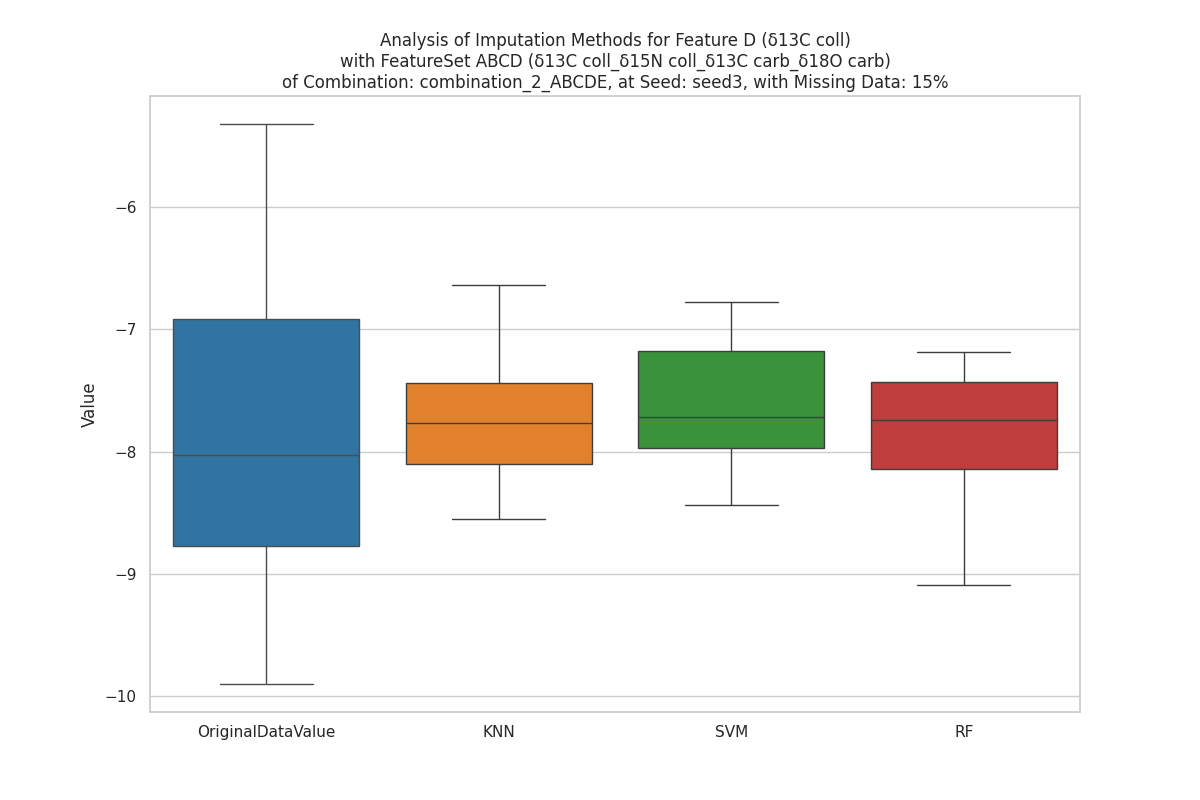 Analysis of Imputation Methods for Feature D (δ13C coll)
with FeatureSet ABCD (δ13C coll_δ15N coll_δ13C carb_δ18O carb)
of Combination: combination_2_ABCDE, at Seed: seed3, with Missing Data: 15%
Value
−6
−7
−8
−9
−10
OriginalDataValue
KNN
SVM
RF